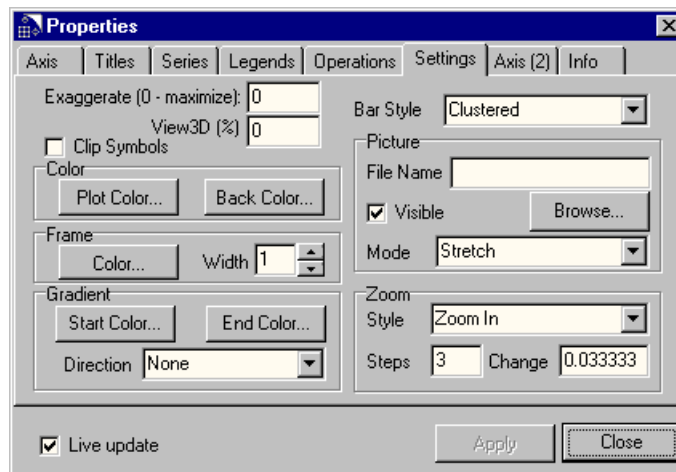 Properties
Axis Titles Series Legends Operations Settings Axis (2) Info
Exaggerate (0 - maximize): 0
View3D (%) 0
Clip Symbols
Color
Plot Color... Back Color...
Frame
Color... Width 1
Gradient
Start Color... End Color...
Direction None
Bar Style Clustered
Picture
File Name
Visible Browse...
Mode Stretch
Zoom
Style Zoom In
Steps 3 Change 0.033333
Live update Apply Close